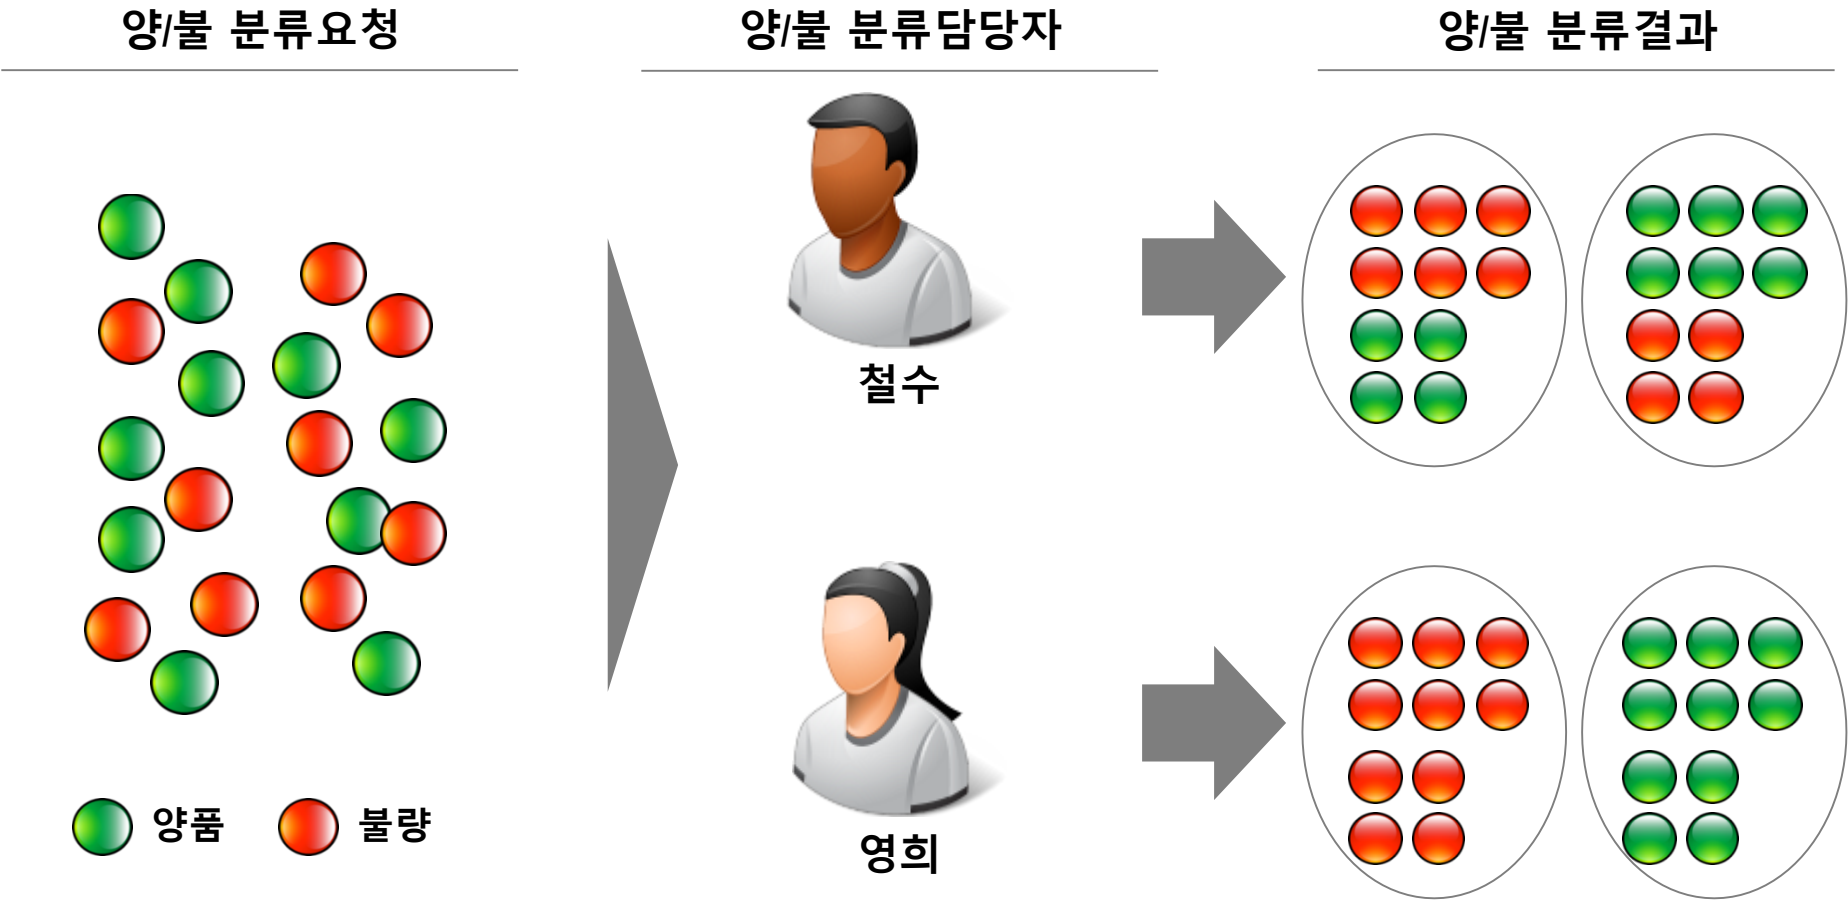 양/불 분류요청
양/불 분류담당자
양/불 분류결과
철수
영희
양품
불량